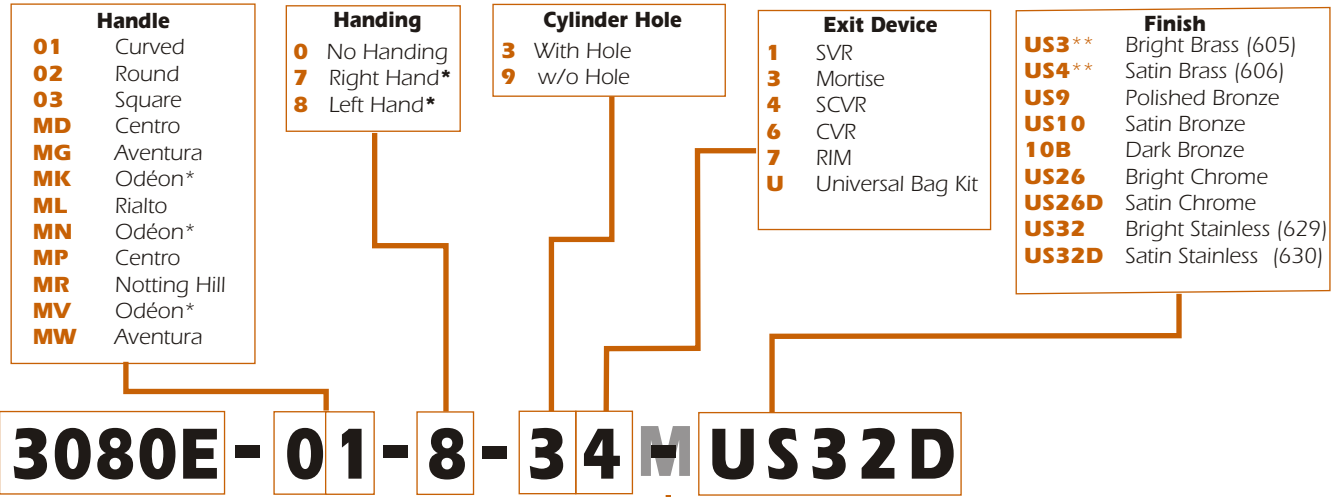 Handle
01 Curved
02 Round
03 Square
MD Centro
MG Aventura
MK Odéon*
ML Rialto
MN Odéon*
MP Centro
MR Notting Hill
MV Odéon*
MW Aventura
Handing
0 No Handing
7 Right Hand*
8 Left Hand*
Cylinder Hole
3 With Hole
9 w/o Hole
Exit Device
1 SVR
3 Mortise
4 SCVR
6 CVR
7 RIM
U Universal Bag Kit
Finish
US3** Bright Brass (605)
US4** Satin Brass (606)
US9 Polished Bronze
US10 Satin Bronze
10B Dark Bronze
US26 Bright Chrome
US26D Satin Chrome
US32 Bright Stainless (629)
US32D Satin Stainless (630)
3080E-01-8-34M-US32D